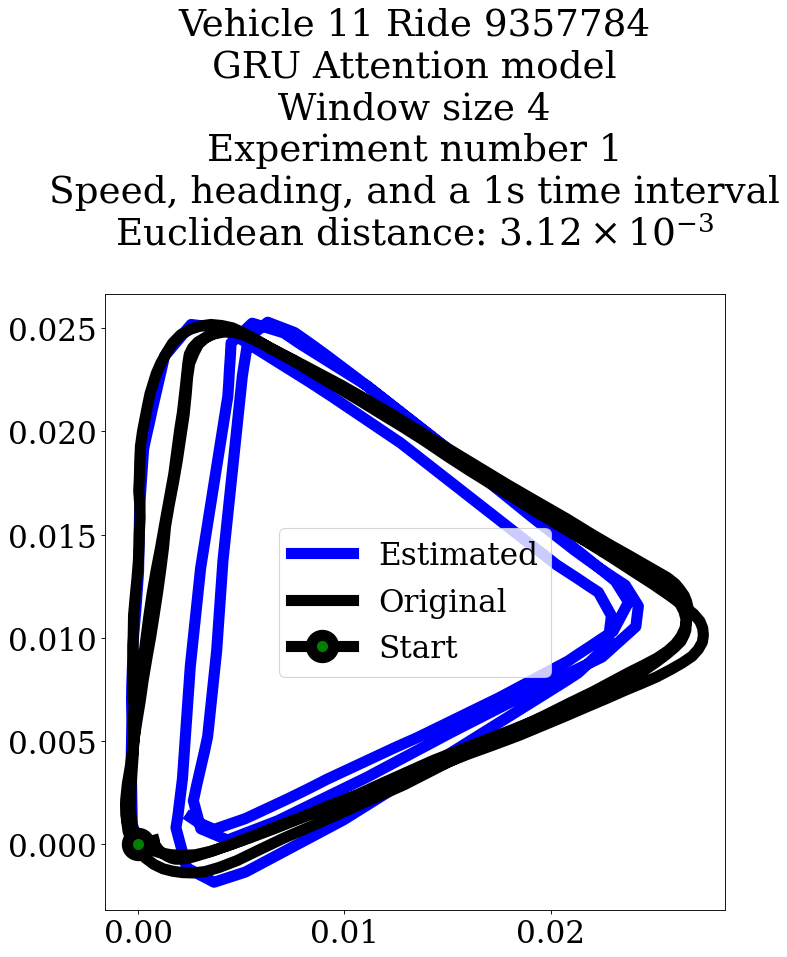 Vehicle 11 Ride 9357784
GRU Attention model
Window size 4
Experiment number 1
Speed, heading, and a 1s time interval
Euclidean distance: 3.12 × 10⁻³
0.025
0.020
0.015
0.010
0.005
0.000
Estimated
Original
Start
0.00 0.01 0.02